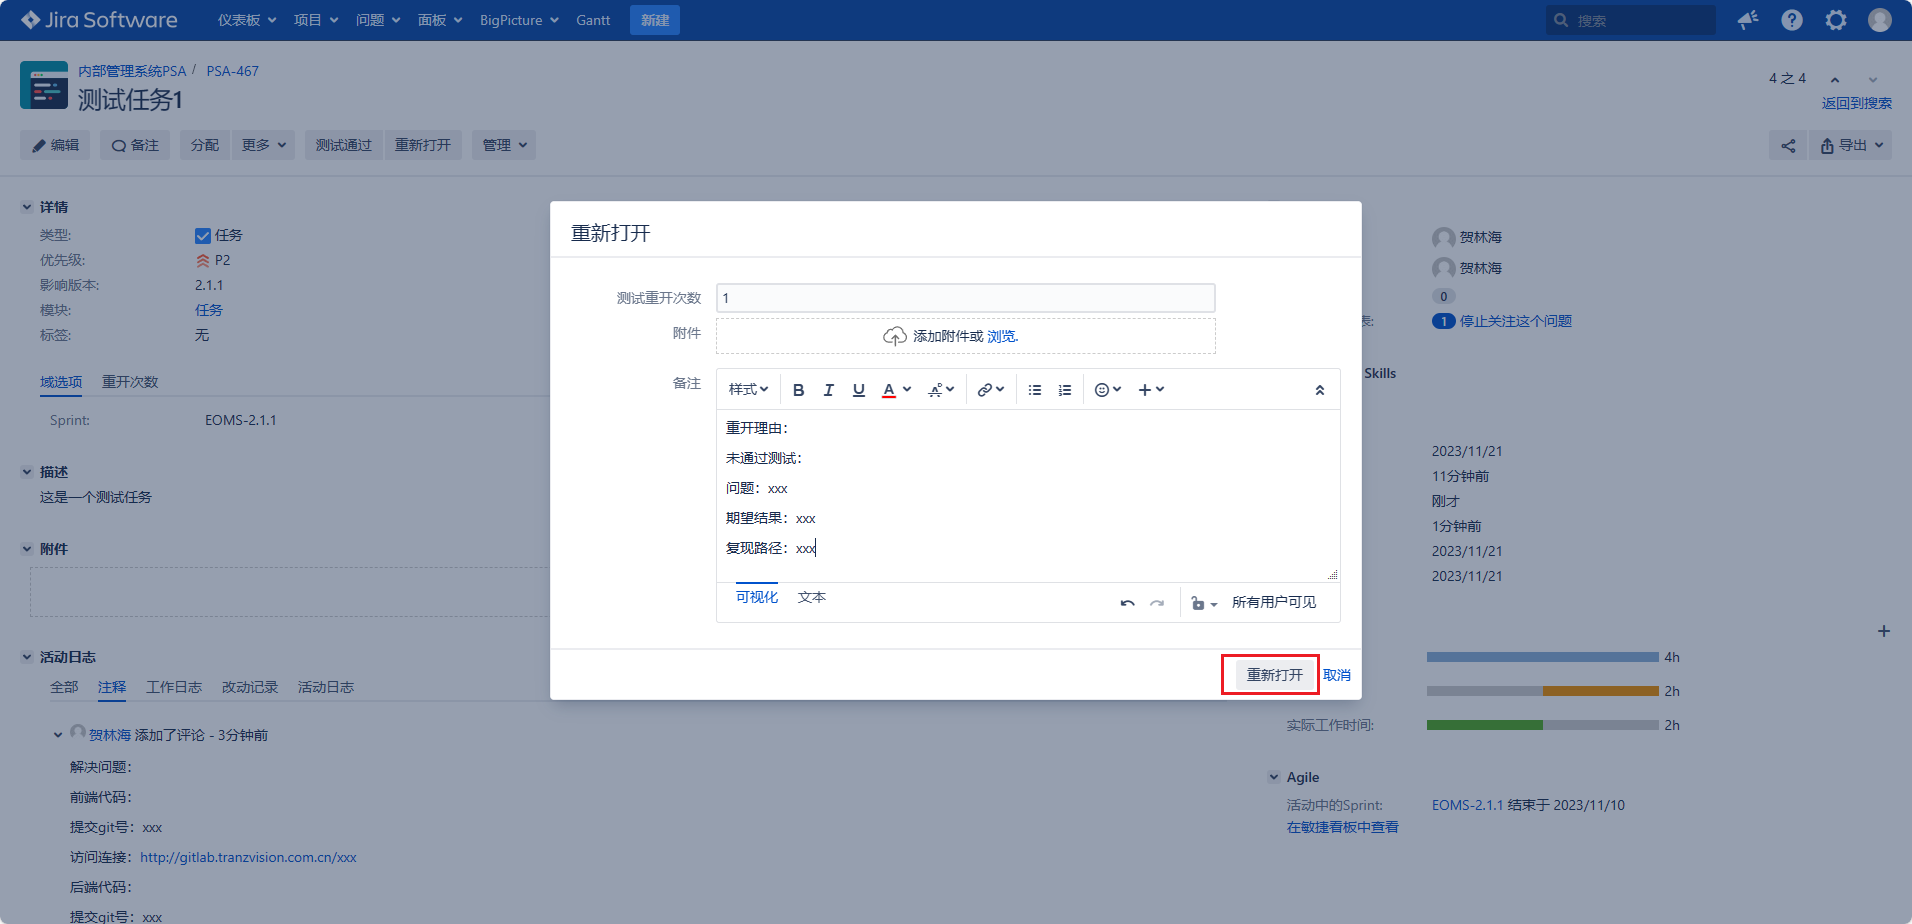 Jira Software 仪表板 项目 问题 面板 BigPicture Gantt 新建 搜索
内部管理系统PSA / PSA-467
测试任务1
4 之 4
返回到搜索
编辑 备注 分配 更多 测试通过 重新打开 管理 导出
详情
类型: 任务
优先级: P2
影响版本: 2.1.1
模块: 任务
标签: 无
域选项 重开次数
Sprint: EOMS-2.1.1
描述
这是一个测试任务
附件
活动日志
全部 注释 工作日志 改动记录 活动日志
贺林海 添加了评论 - 3分钟前
解决问题：
前端代码：
提交git号：xxx
访问连接：http://gitlab.tranzvision.com.cn/xxx
后端代码：
提交git号：xxx
重新打开
测试重开次数 1
附件 添加附件或 浏览.
备注 样式 B I U A
重开理由：
未通过测试：
问题：xxx
期望结果：xxx
复现路径：xxx
可视化 文本 所有用户可见
重新打开 取消
贺林海
贺林海
0
1 停止关注这个问题
Skills
2023/11/21
11分钟前
刚才
1分钟前
2023/11/21
2023/11/21
4h
2h
实际工作时间: 2h
Agile
活动中的Sprint: EOMS-2.1.1 结束于 2023/11/10
在敏捷看板中查看